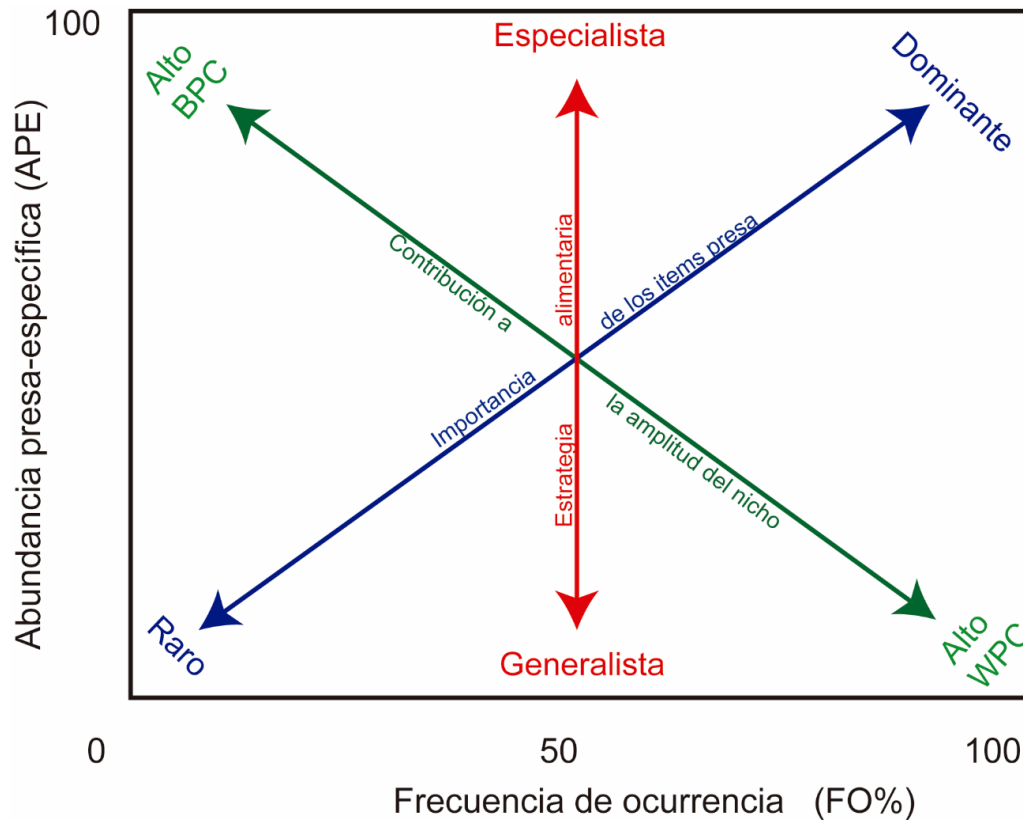 100
Especialista
Alto
BPC
Dominante
Abundancia presa-específica (APE)
Contribución a
alimentaria
de los items presa
Importancia
Estrategia
la amplitud del nicho
Raro
Generalista
Alto
WPC
0
50
100
Frecuencia de ocurrencia (FO%)